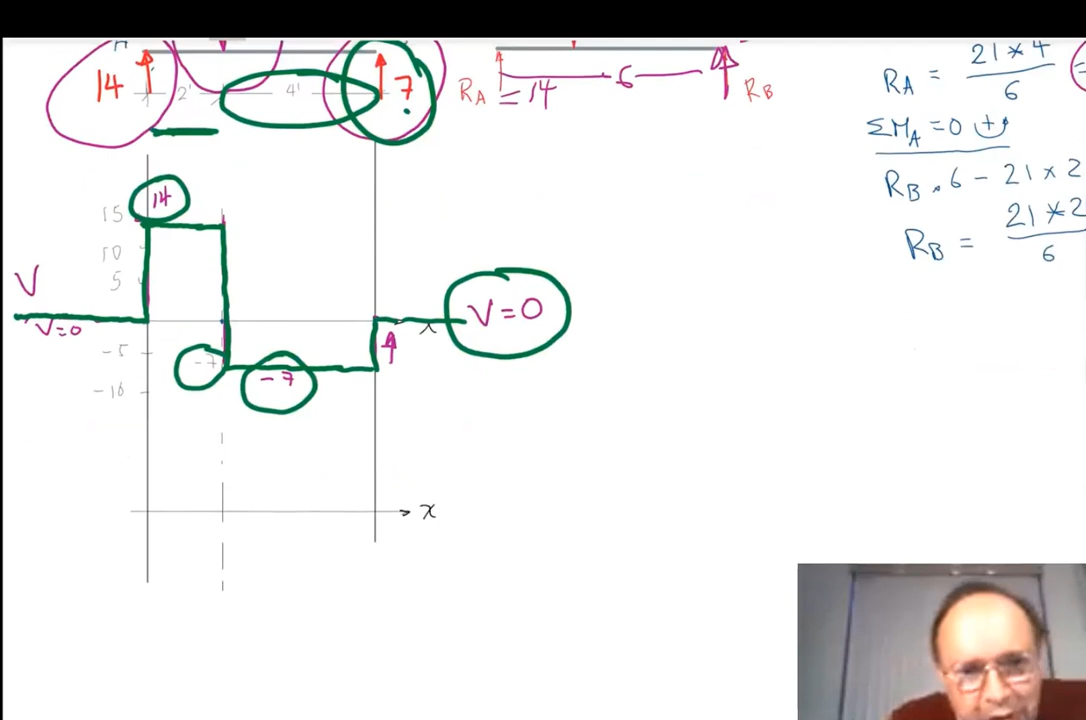 14
2'
4'
7
RA = 14
6
RB
RA = 21 * 4 / 6
ΣMA = 0 +
RB . 6 - 21 x 2
RB = 21 * 2 / 6
14
15
10
5
V
V=0
x
V=0
-5
-7
-7
-10
x